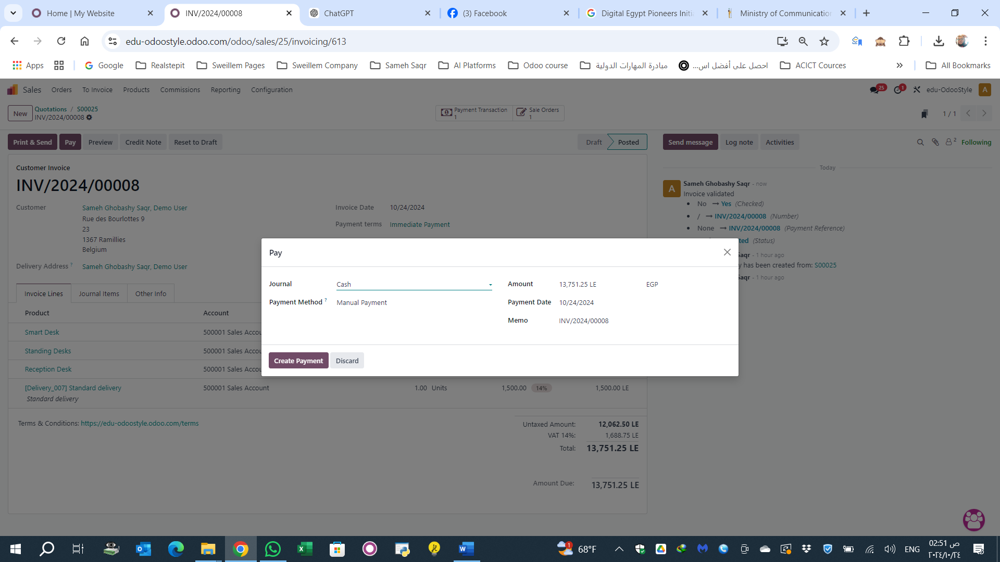 Home | My Website
INV/2024/00008
ChatGPT
(3) Facebook
Digital Egypt Pioneers Initi
Ministry of Communication
edu-odoostyle.odoo.com/odoo/sales/25/invoicing/613
Apps
Google
Realstepit
Sweillem Pages
Sweillem Company
Sameh Saqr
AI Platforms
Odoo course
مبادرة المهارات الدولية
احصل على أفضل اس...
ACICT Cources
All Bookmarks
Sales
Orders
To Invoice
Products
Commissions
Reporting
Configuration
25
1
edu-OdooStyle
A
New
Quotations / S00025
INV/2024/00008
Payment Transaction
1
Sale Orders
1
1 / 1
Print & Send
Pay
Preview
Credit Note
Reset to Draft
Draft
Posted
Send message
Log note
Activities
2
Following
Customer Invoice
INV/2024/00008
Customer
Sameh Ghobashy Saqr, Demo User
Rue des Bourlottes 9
23
1367 Ramillies
Belgium
Delivery Address ?
Sameh Ghobashy Saqr, Demo User
Invoice Date
10/24/2024
Payment terms
Immediate Payment
Today
A
Sameh Ghobashy Saqr - now
Invoice validated
No → Yes (Checked)
/ → INV/2024/00008 (Number)
None → INV/2024/00008 (Payment Reference)
ted (Status)
Saqr - 1 hour ago
y has been created from: S00025
Saqr - 1 hour ago
Pay
Journal
Cash
Payment Method ?
Manual Payment
Amount
13,751.25 LE
EGP
Payment Date
10/24/2024
Memo
INV/2024/00008
Create Payment
Discard
Invoice Lines
Journal Items
Other Info
Product
Account
Smart Desk
500001 Sales Accou
Standing Desks
500001 Sales Accou
Reception Desk
500001 Sales Accou
[Delivery_007] Standard delivery
Standard delivery
500001 Sales Account
1.00 Units
1,500.00
14%
1,500.00 LE
Terms & Conditions: https://edu-odoostyle.odoo.com/terms
Untaxed Amount: 12,062.50 LE
VAT 14%: 1,688.75 LE
Total: 13,751.25 LE
Amount Due: 13,751.25 LE
1
68°F
ENG
02:51 ص
٢٠٢٤/١٠/٢٤